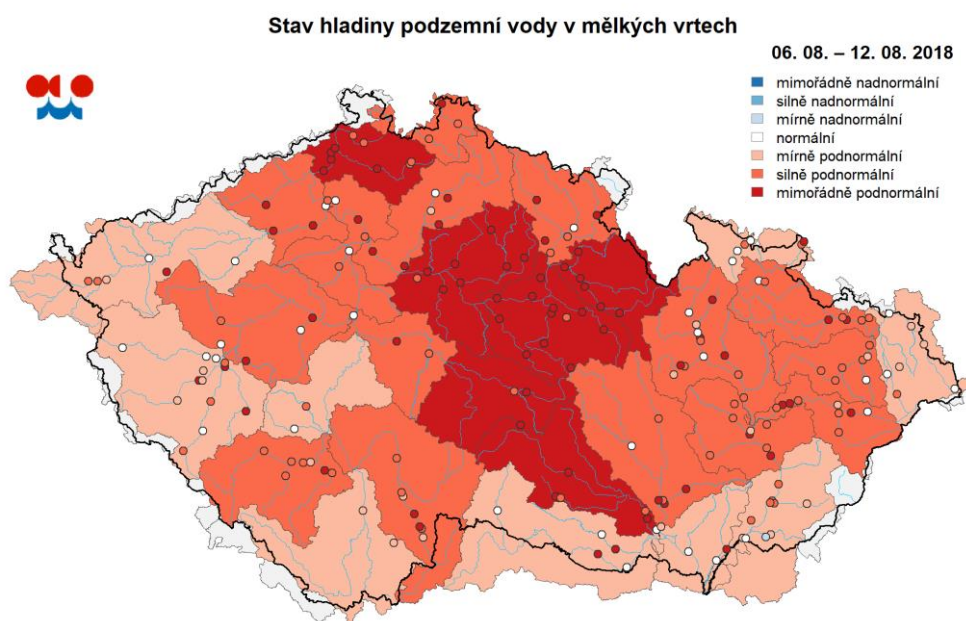 Stav hladiny podzemní vody v mělkých vrtech
06. 08. – 12. 08. 2018
mimořádně nadnormální
silně nadnormální
mírně nadnormální
normální
mírně podnormální
silně podnormální
mimořádně podnormální